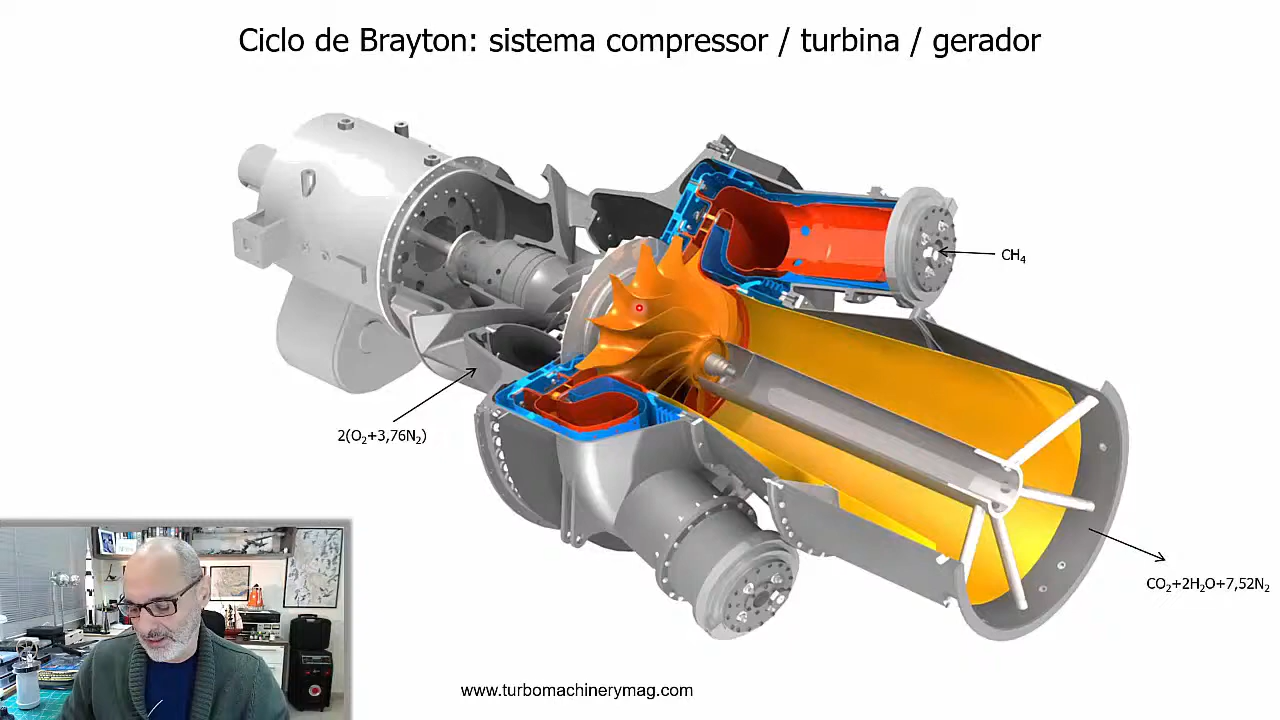 Ciclo de Brayton: sistema compressor / turbina / gerador
CH₄
2(O₂+3,76N₂)
CO₂+2H₂O+7,52N₂
www.turbomachinerymag.com